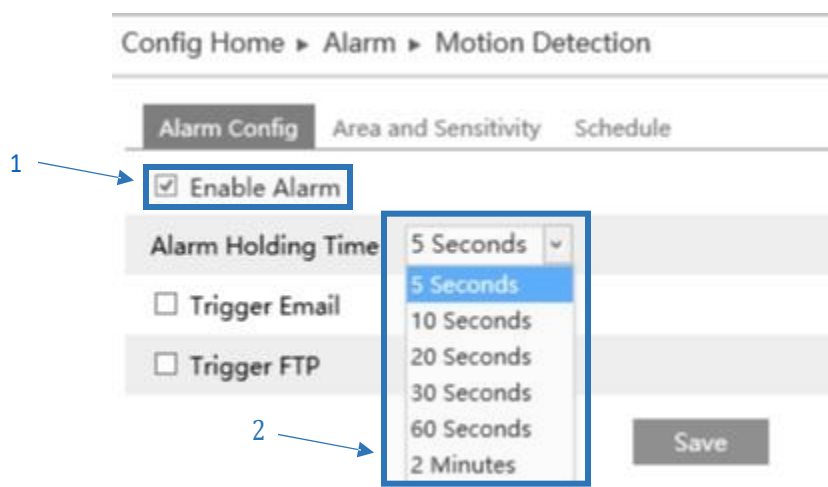 Config Home ▸ Alarm ▸ Motion Detection
Alarm Config Area and Sensitivity Schedule
1
Enable Alarm
Alarm Holding Time 5 Seconds
5 Seconds
Trigger Email
10 Seconds
20 Seconds
Trigger FTP
30 Seconds
2
60 Seconds
Save
2 Minutes